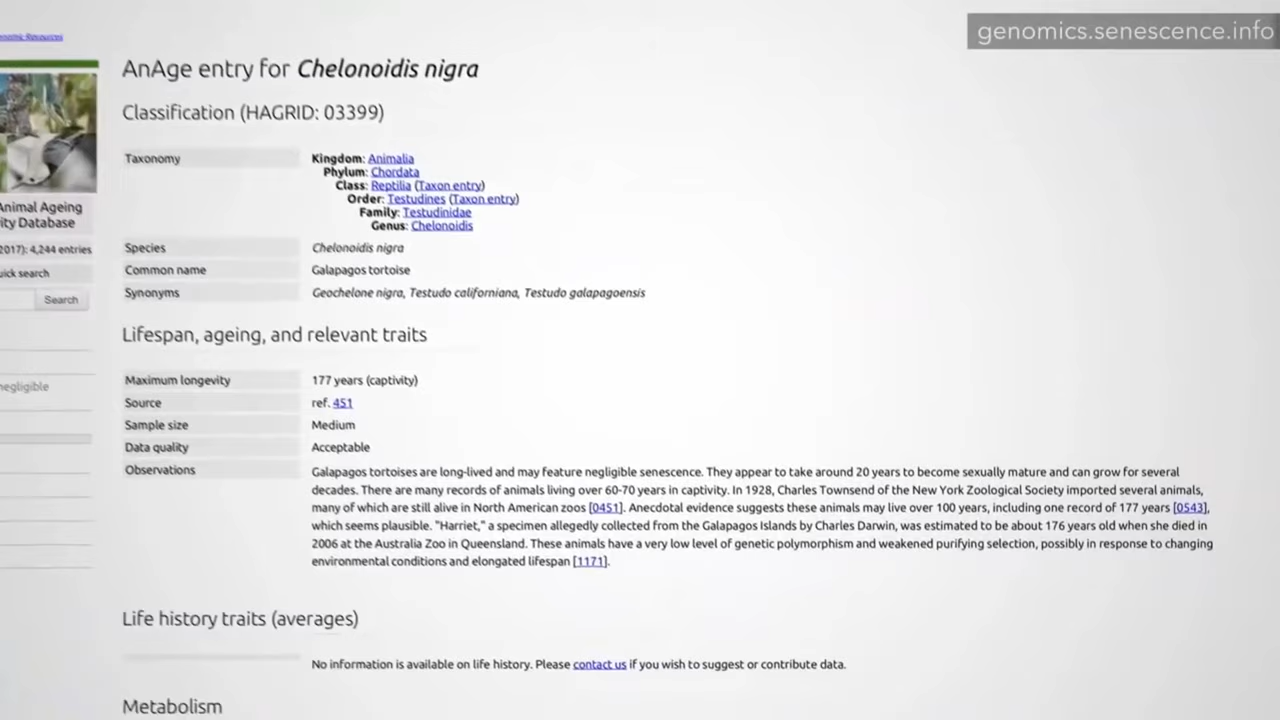 genomics.senescence.info
Genomic Resources
AnAge entry for Chelonoidis nigra
Classification (HAGRID: 03399)
Taxonomy
Kingdom: Animalia
Phylum: Chordata
Class: Reptilia (Taxon entry)
Order: Testudines (Taxon entry)
Family: Testudinidae
Genus: Chelonoidis
Species Chelonoidis nigra
Common name Galapagos tortoise
Synonyms Geochelone nigra, Testudo californiana, Testudo galapagoensis
Animal Ageing
ity Database
2017): 4,244 entries
uick search
Search
negligible
Lifespan, ageing, and relevant traits
Maximum longevity 177 years (captivity)
Source ref. 451
Sample size Medium
Data quality Acceptable
Observations Galapagos tortoises are long-lived and may feature negligible senescence. They appear to take around 20 years to become sexually mature and can grow for several
decades. There are many records of animals living over 60-70 years in captivity. In 1928, Charles Townsend of the New York Zoological Society imported several animals,
many of which are still alive in North American zoos [0451]. Anecdotal evidence suggests these animals may live over 100 years, including one record of 177 years [0543],
which seems plausible. "Harriet," a specimen allegedly collected from the Galapagos Islands by Charles Darwin, was estimated to be about 176 years old when she died in
2006 at the Australia Zoo in Queensland. These animals have a very low level of genetic polymorphism and weakened purifying selection, possibly in response to changing
environmental conditions and elongated lifespan [1171].
Life history traits (averages)
No information is available on life history. Please contact us if you wish to suggest or contribute data.
Metabolism